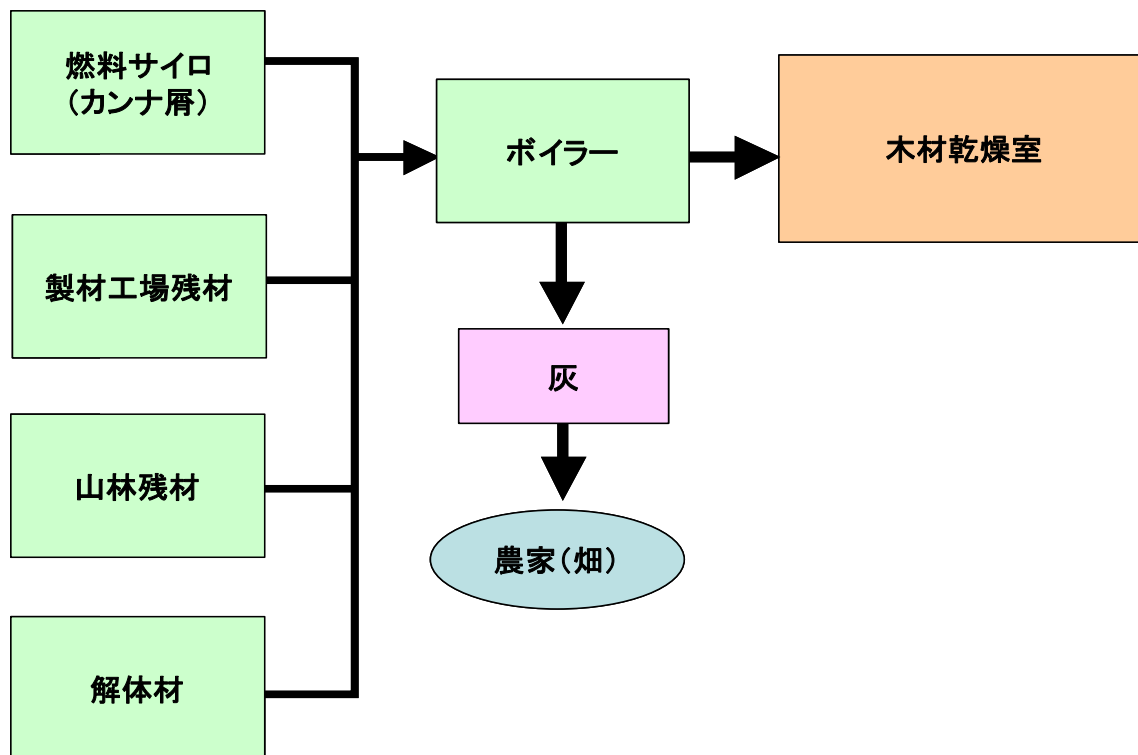 燃料サイロ
（カンナ屑）
ボイラー
木材乾燥室
製材工場残材
灰
山林残材
農家（畑）
解体材